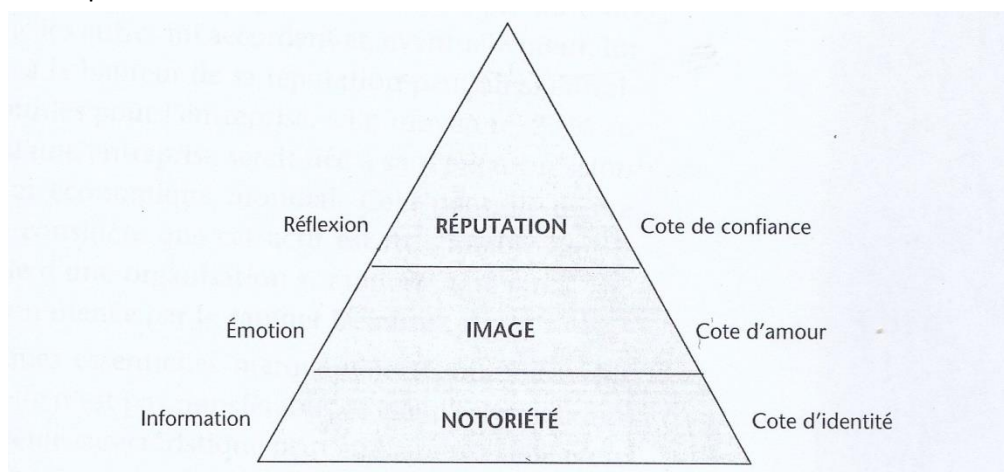 Réflexion RÉPUTATION Cote de confiance
Émotion IMAGE Cote d'amour
Information NOTORIÉTÉ Cote d'identité